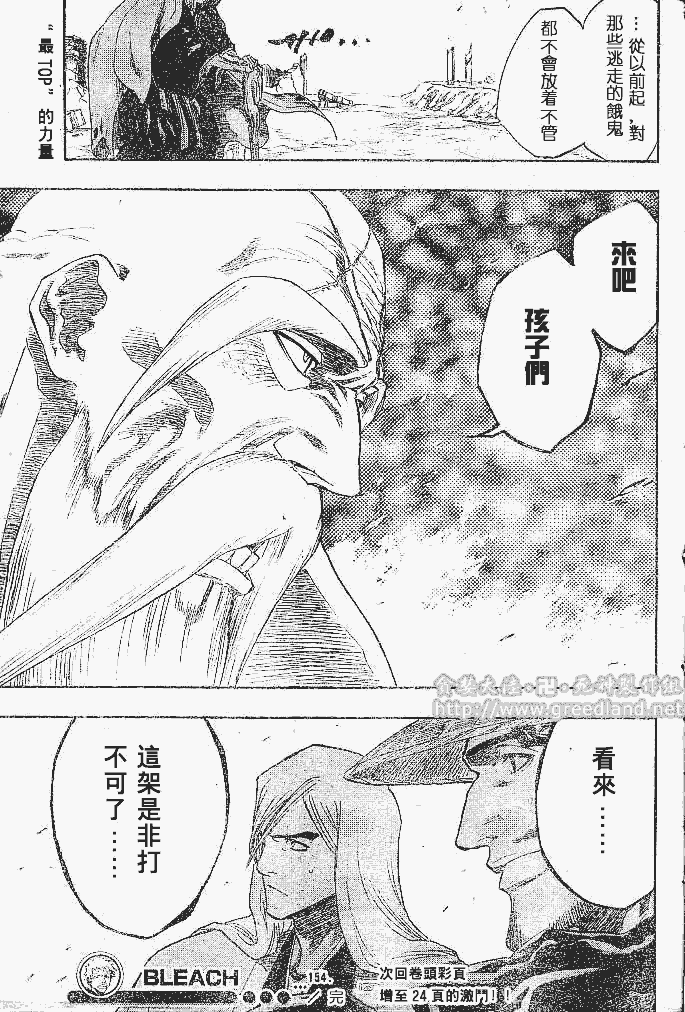 …從以前起，對
那些逃走的餓鬼
都不會放着不管
“最TOP”的力量
來吧
孩子們
貪婪大陸·卍·死神製作組
http://www.greedland.net
看來……
這架是非打
不可了……
/BLEACH
154.
完
次回卷頭彩頁
增至24頁的激鬥！！